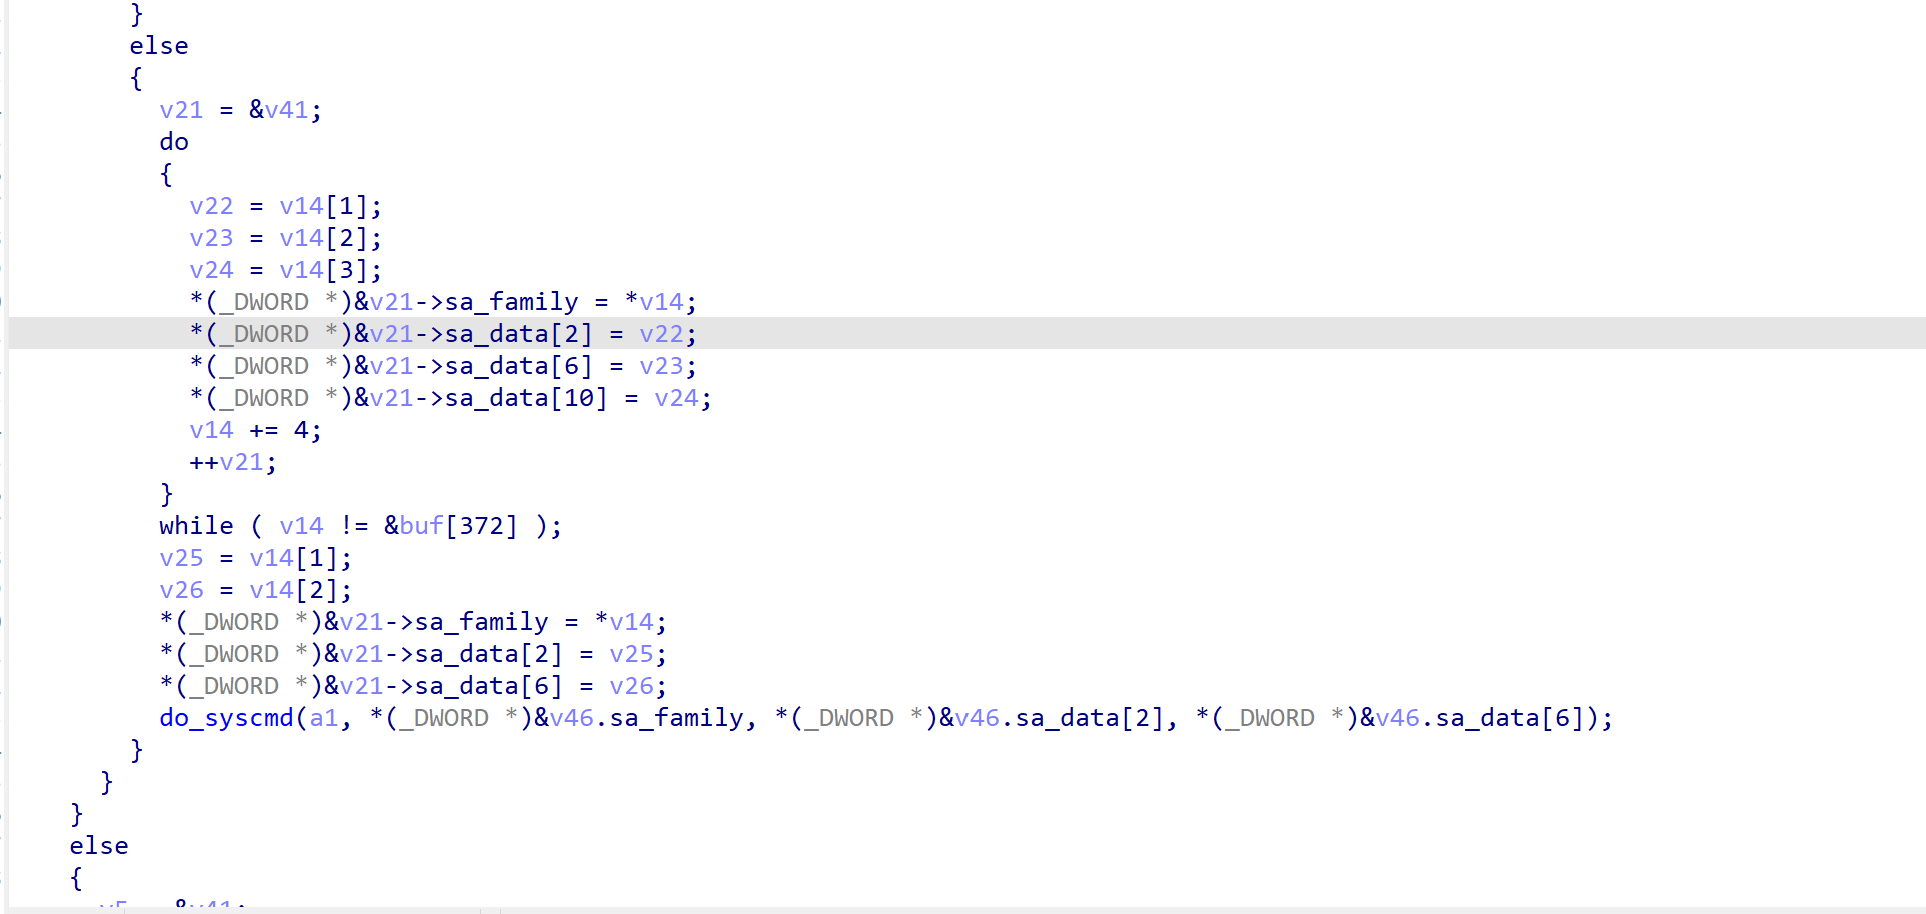 }
else
{
v21 = &v41;
do
{
v22 = v14[1];
v23 = v14[2];
v24 = v14[3];
*(_DWORD *)&v21->sa_family = *v14;
*(_DWORD *)&v21->sa_data[2] = v22;
*(_DWORD *)&v21->sa_data[6] = v23;
*(_DWORD *)&v21->sa_data[10] = v24;
v14 += 4;
++v21;
}
while ( v14 != &buf[372] );
v25 = v14[1];
v26 = v14[2];
*(_DWORD *)&v21->sa_family = *v14;
*(_DWORD *)&v21->sa_data[2] = v25;
*(_DWORD *)&v21->sa_data[6] = v26;
do_syscmd(a1, *(_DWORD *)&v46.sa_family, *(_DWORD *)&v46.sa_data[2], *(_DWORD *)&v46.sa_data[6]);
}
}
}
else
{